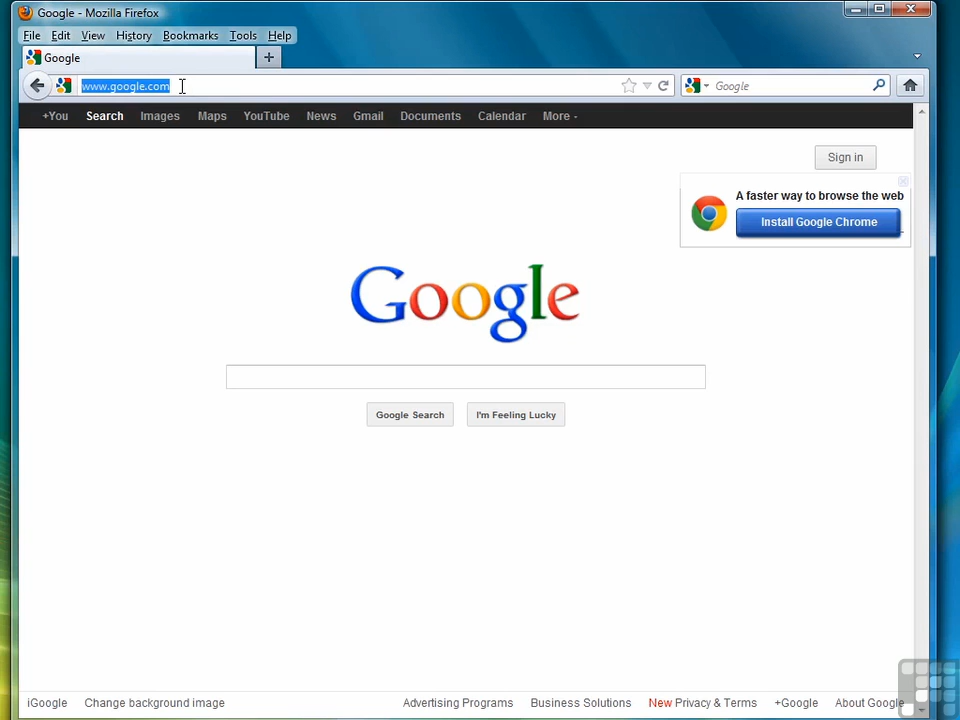 Google - Mozilla Firefox
File Edit View History Bookmarks Tools Help
Google
www.google.com Google
+You Search Images Maps YouTube News Gmail Documents Calendar More
Sign in
A faster way to browse the web
Install Google Chrome
Google
Google Search I'm Feeling Lucky
iGoogle Change background image Advertising Programs Business Solutions New Privacy & Terms +Google About Google